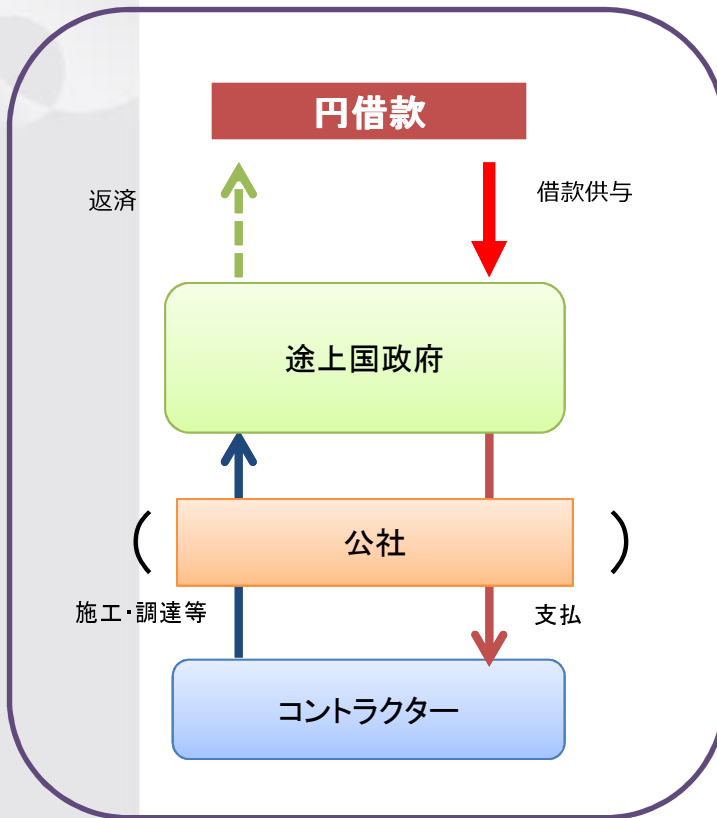 円借款
返済
借款供与
途上国政府
(
公社
)
施工・調達等
支払
コントラクター